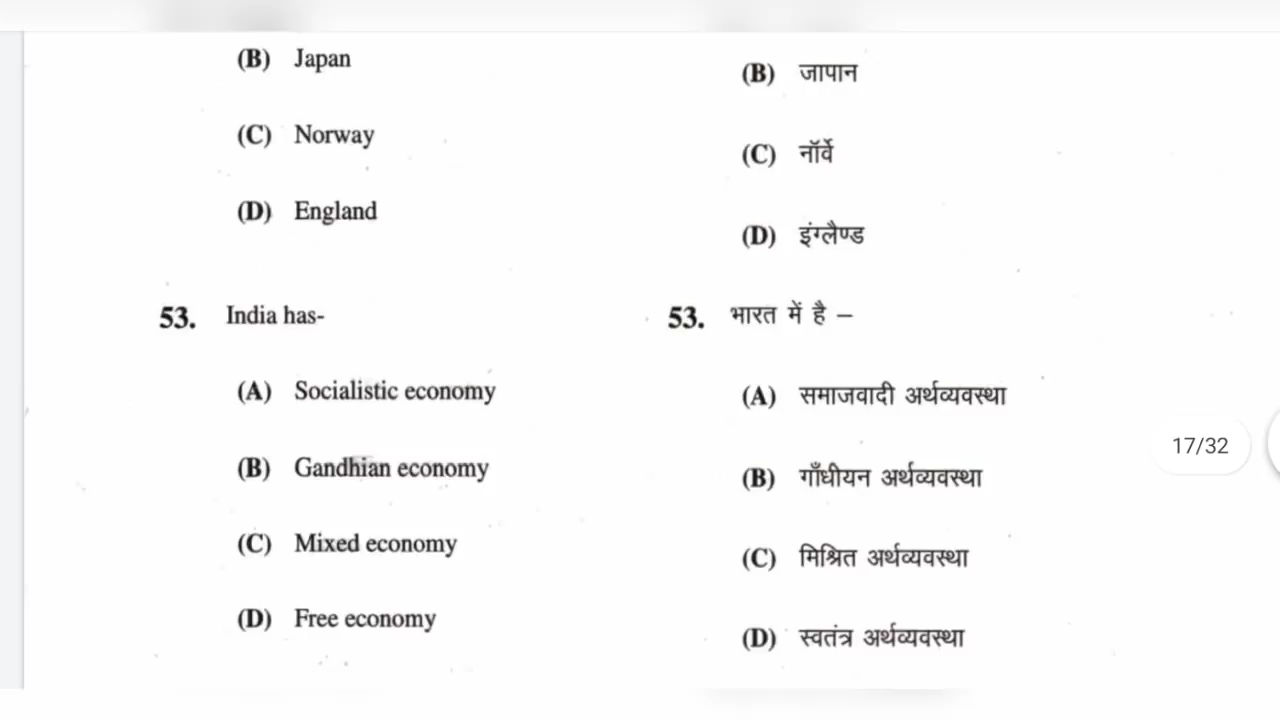 (B) Japan
(C) Norway
(D) England
53. India has-
(A) Socialistic economy
(B) Gandhian economy
(C) Mixed economy
(D) Free economy
(B) जापान
(C) नॉर्वे
(D) इंग्लैण्ड
53. भारत में है –
(A) समाजवादी अर्थव्यवस्था
(B) गाँधीयन अर्थव्यवस्था
(C) मिश्रित अर्थव्यवस्था
(D) स्वतंत्र अर्थव्यवस्था
17/32